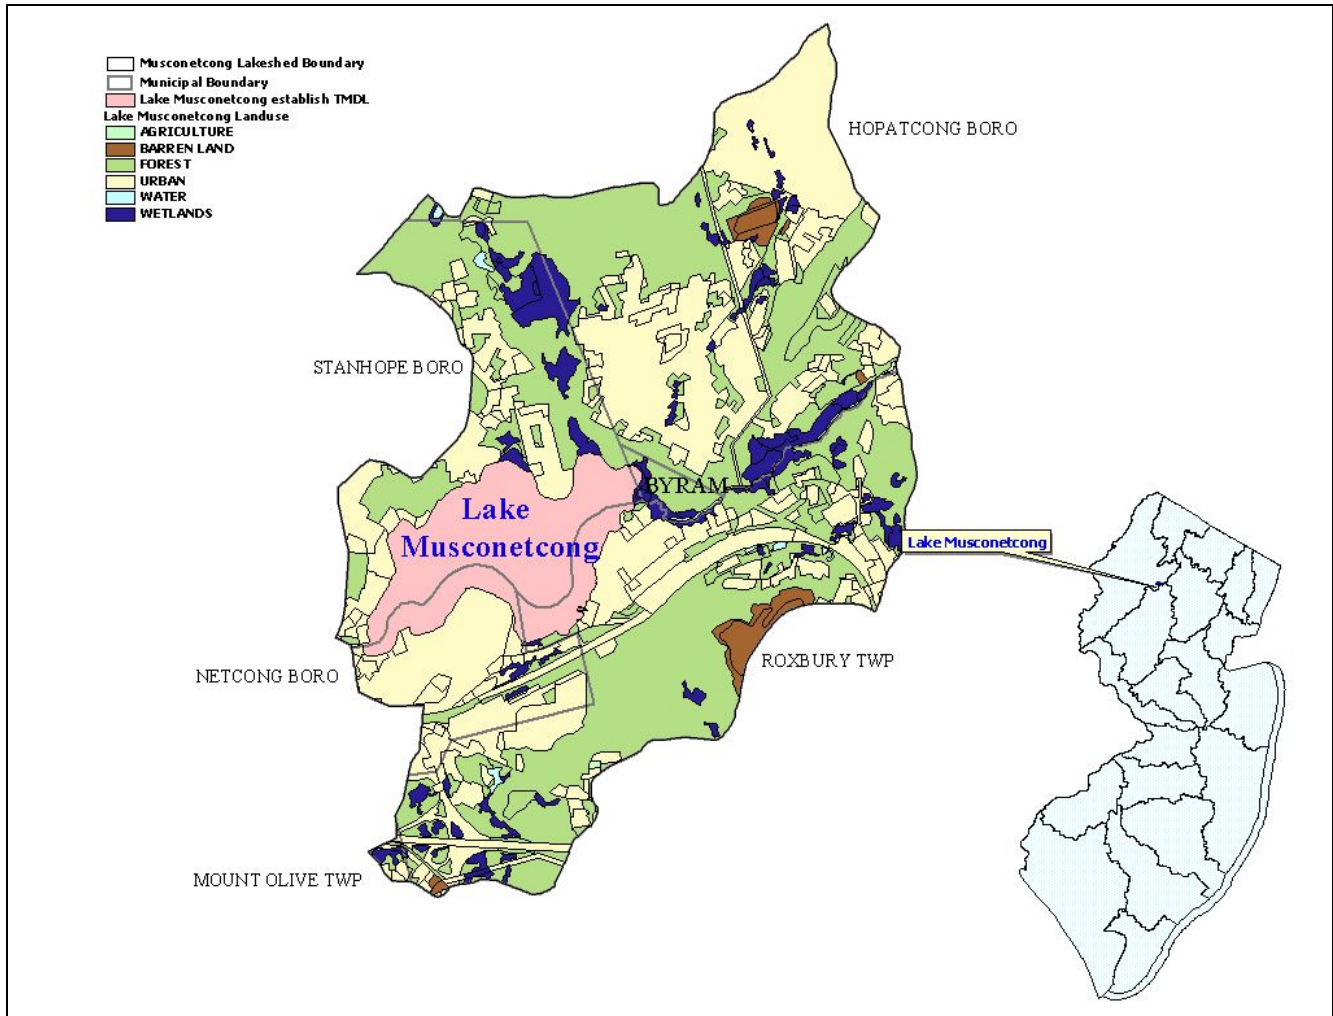 Musconetcong Lakeshed Boundary
Municipal Boundary
Lake Musconetcong establish TMDL
Lake Musconetcong Landuse
AGRICULTURE
BARREN LAND
FOREST
URBAN
WATER
WETLANDS
HOPATCONG BORO
STANHOPE BORO
BYRAM
Lake
Musconetcong
Lake Musconetcong
NETCONG BORO
ROXBURY TWP
MOUNT OLIVE TWP